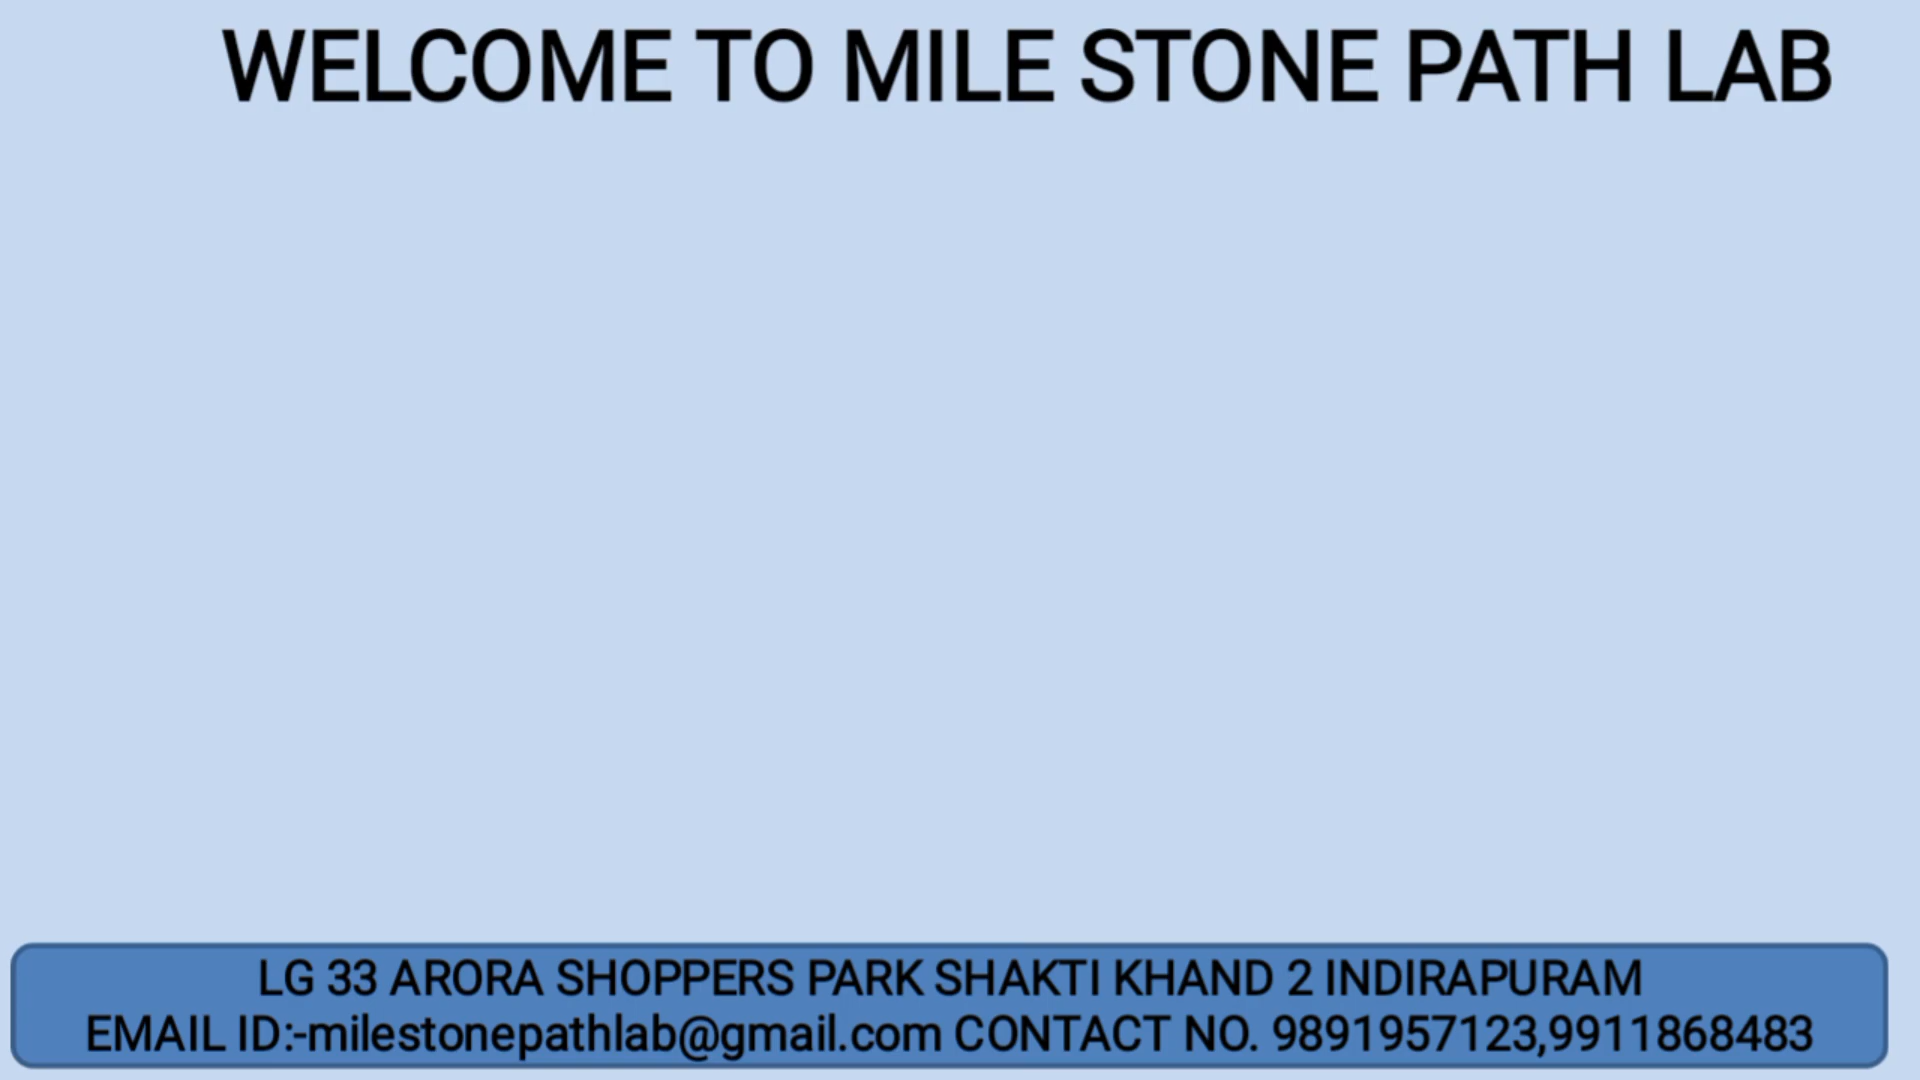 WELCOME TO MILE STONE PATH LAB
LG 33 ARORA SHOPPERS PARK SHAKTI KHAND 2 INDIRAPURAM
EMAIL ID:-milestonepathlab@gmail.com CONTACT NO. 9891957123,9911868483